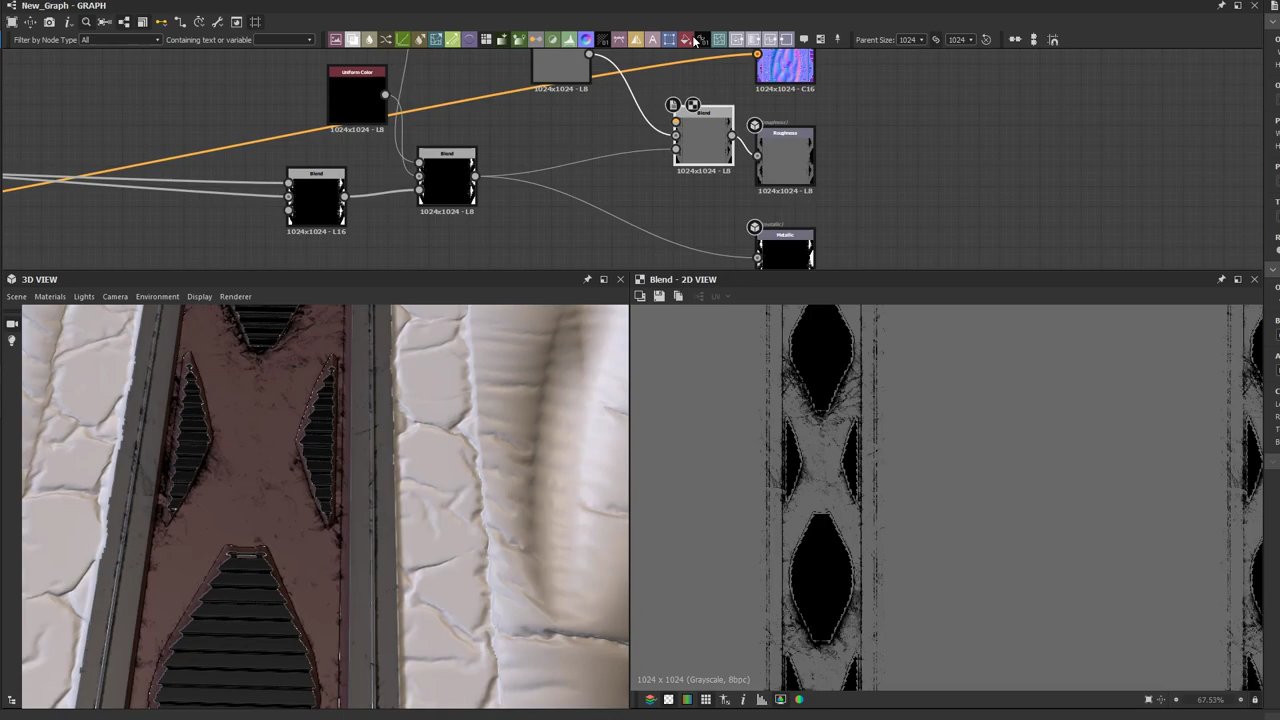 New_Graph - GRAPH
Filter by Node Type All Containing text or variable Parent Size: 1024 1024
Uniform Color
1024x1024 - L8
1024x1024 - L8
1024x1024 - C16
Blend
1024x1024 - L8
Roughness
1024x1024 - L8
Blend
1024x1024 - L8
Blend
1024x1024 - L16
Metallic
3D VIEW
Scene Materials Lights Camera Environment Display Renderer
Blend - 2D VIEW
UV
1024 x 1024 (Grayscale, 8bpc)
67.53%